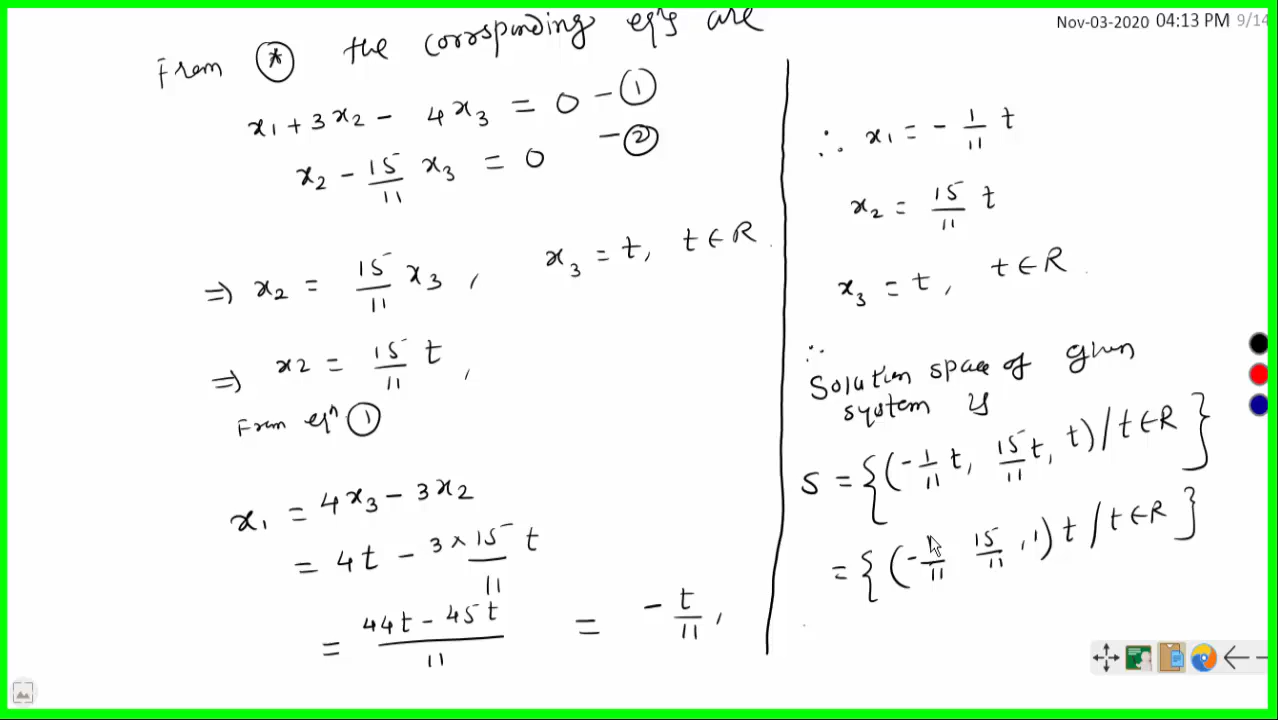 Nov-03-2020 04:13 PM 9/14
From (*) the corresponding eqns are
x₁ + 3x₂ - 4x₃ = 0 - (1)
x₂ - 15/11 x₃ = 0 - (2)
⇒ x₂ = 15/11 x₃, x₃ = t, t ∈ R.
⇒ x₂ = 15/11 t,
From eqn (1)
x₁ = 4x₃ - 3x₂
= 4t - 3×15/11 t
= 44t - 45t / 11 = - t/11,
∴ x₁ = - 1/11 t
x₂ = 15/11 t
x₃ = t, t ∈ R.
∴
Solution space of given
system is
S = {(-1/11 t, 15/11 t, t) / t ∈ R}
= {(-1/11 15/11, 1) t / t ∈ R}